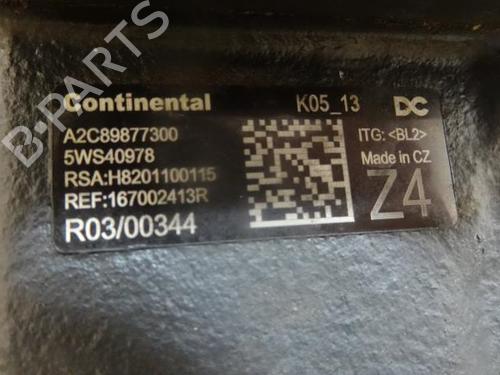 B-PARTS
Continental K05_13 DC
A2C89877300 ITG: <BL2>
5WS40978 Made in CZ
RSA:H8201100115
REF:167002413R Z4
R03/00344